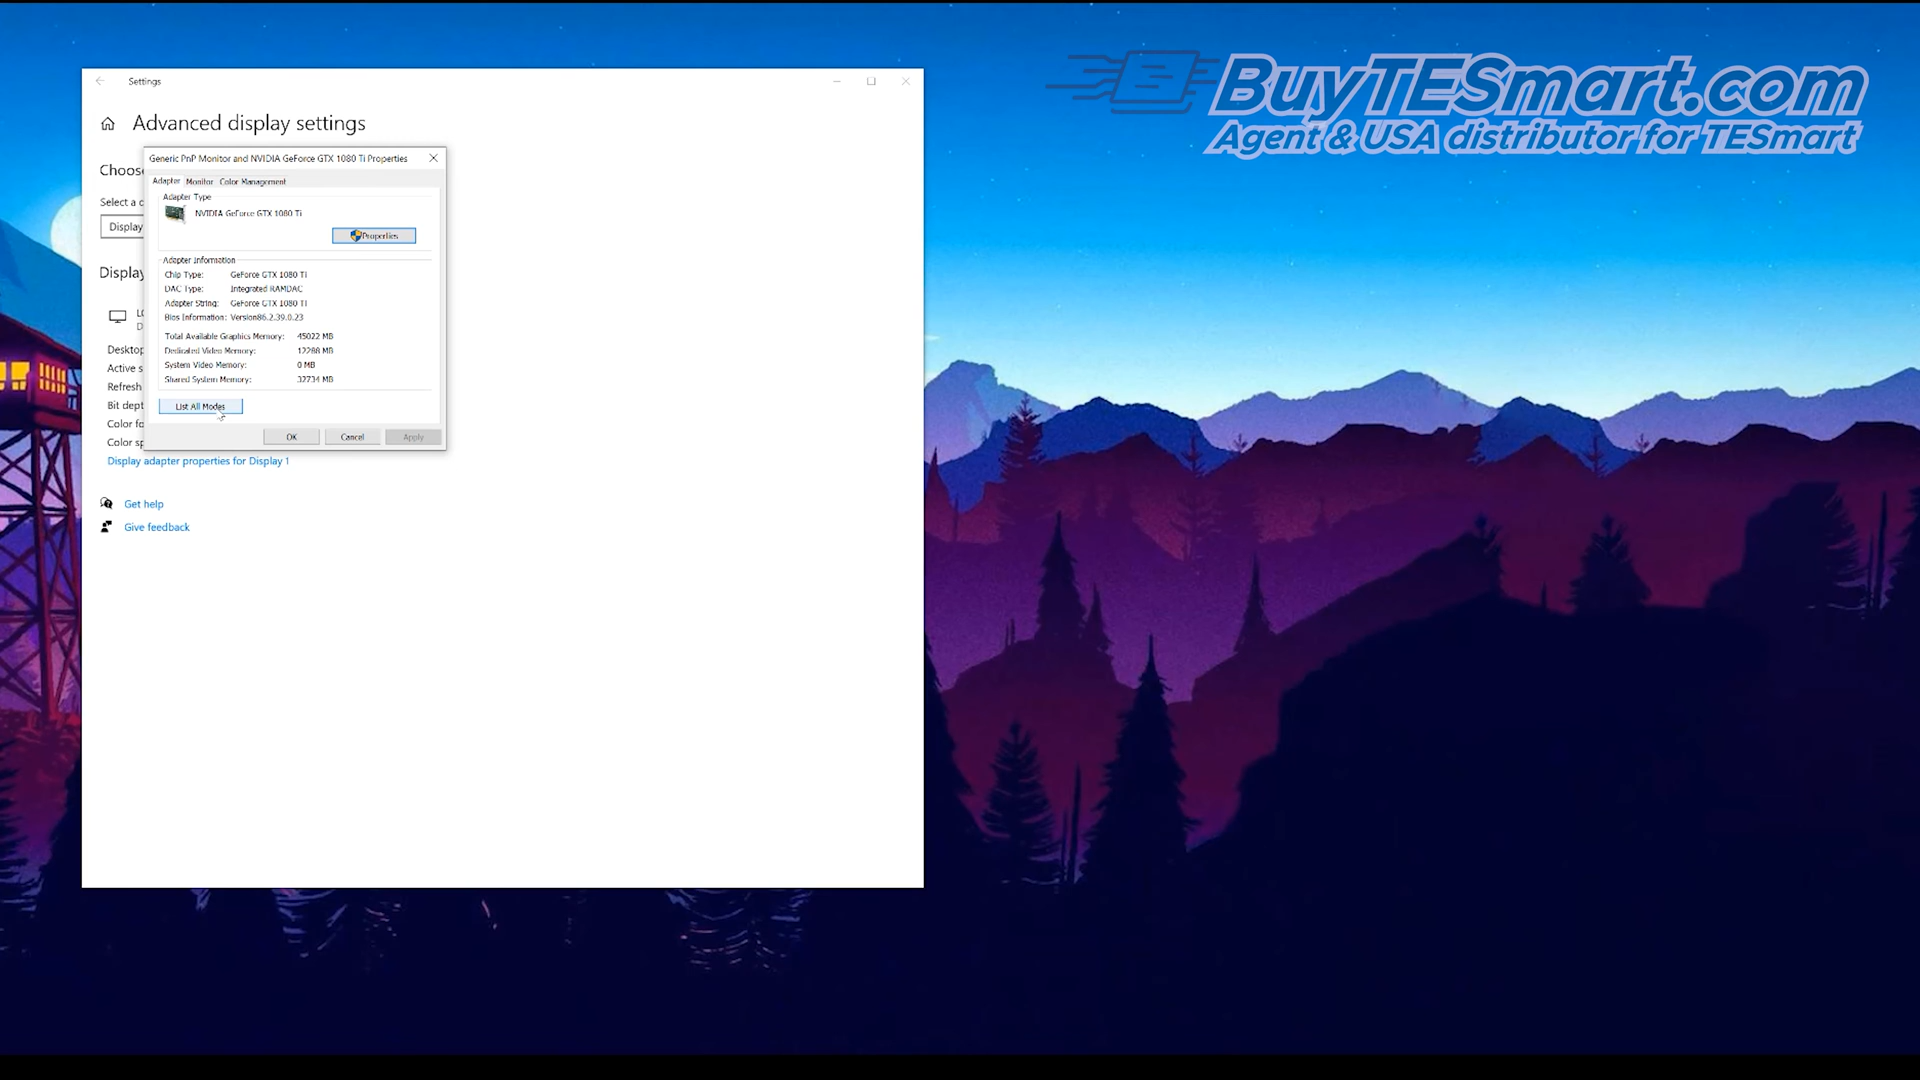 BuyTESmart.com
Agent & USA distributor for TESmart
Settings
Advanced display settings
Generic PnP Monitor and NVIDIA GeForce GTX 1080 Ti Properties
Adapter Monitor Color Management
Adapter Type
NVIDIA GeForce GTX 1080 Ti
Properties
Adapter Information
Chip Type: GeForce GTX 1080 Ti
DAC Type: Integrated RAMDAC
Adapter String: GeForce GTX 1080 Ti
Bios Information: Version86.2.39.0.23
Total Available Graphics Memory: 45022 MB
Dedicated Video Memory: 12288 MB
System Video Memory: 0 MB
Shared System Memory: 32734 MB
List All Modes
OK Cancel Apply
Choos
Select a d
Display
Display
Desktop
Active s
Refresh
Bit dept
Color fo
Color sp
Display adapter properties for Display 1
Get help
Give feedback